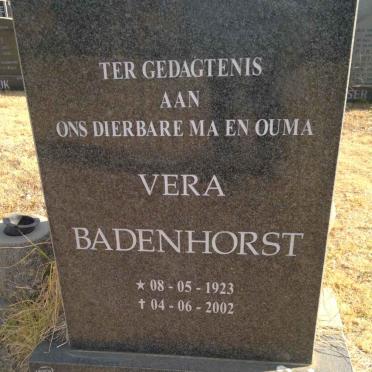 TER GEDAGTENIS
AAN
ONS DIERBARE MA EN OUMA
VERA
BADENHORST
★ 08 - 05 - 1923
✝ 04 - 06 - 2002